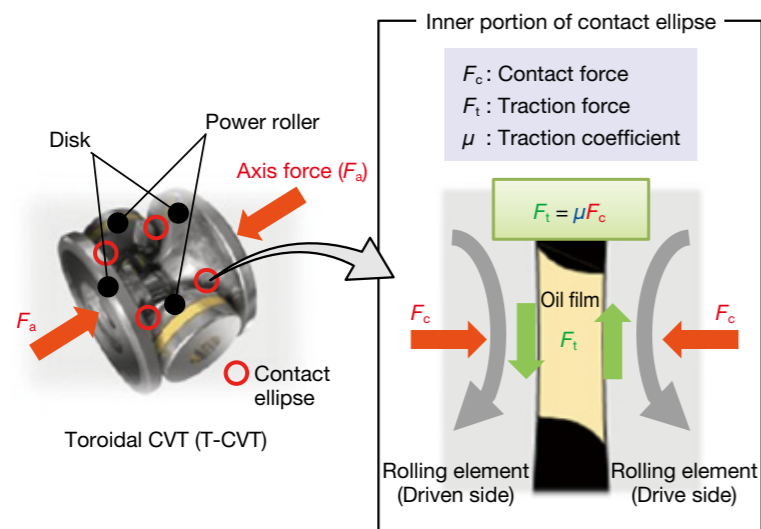 Inner portion of contact ellipse
Fc : Contact force
Ft : Traction force
μ : Traction coefficient
Power roller
Disk
Axis force (Fa)
Ft = μFc
Oil film
Fc
Ft
Fc
Fa
Contact
ellipse
Toroidal CVT (T-CVT)
Rolling element
(Driven side)
Rolling element
(Drive side)